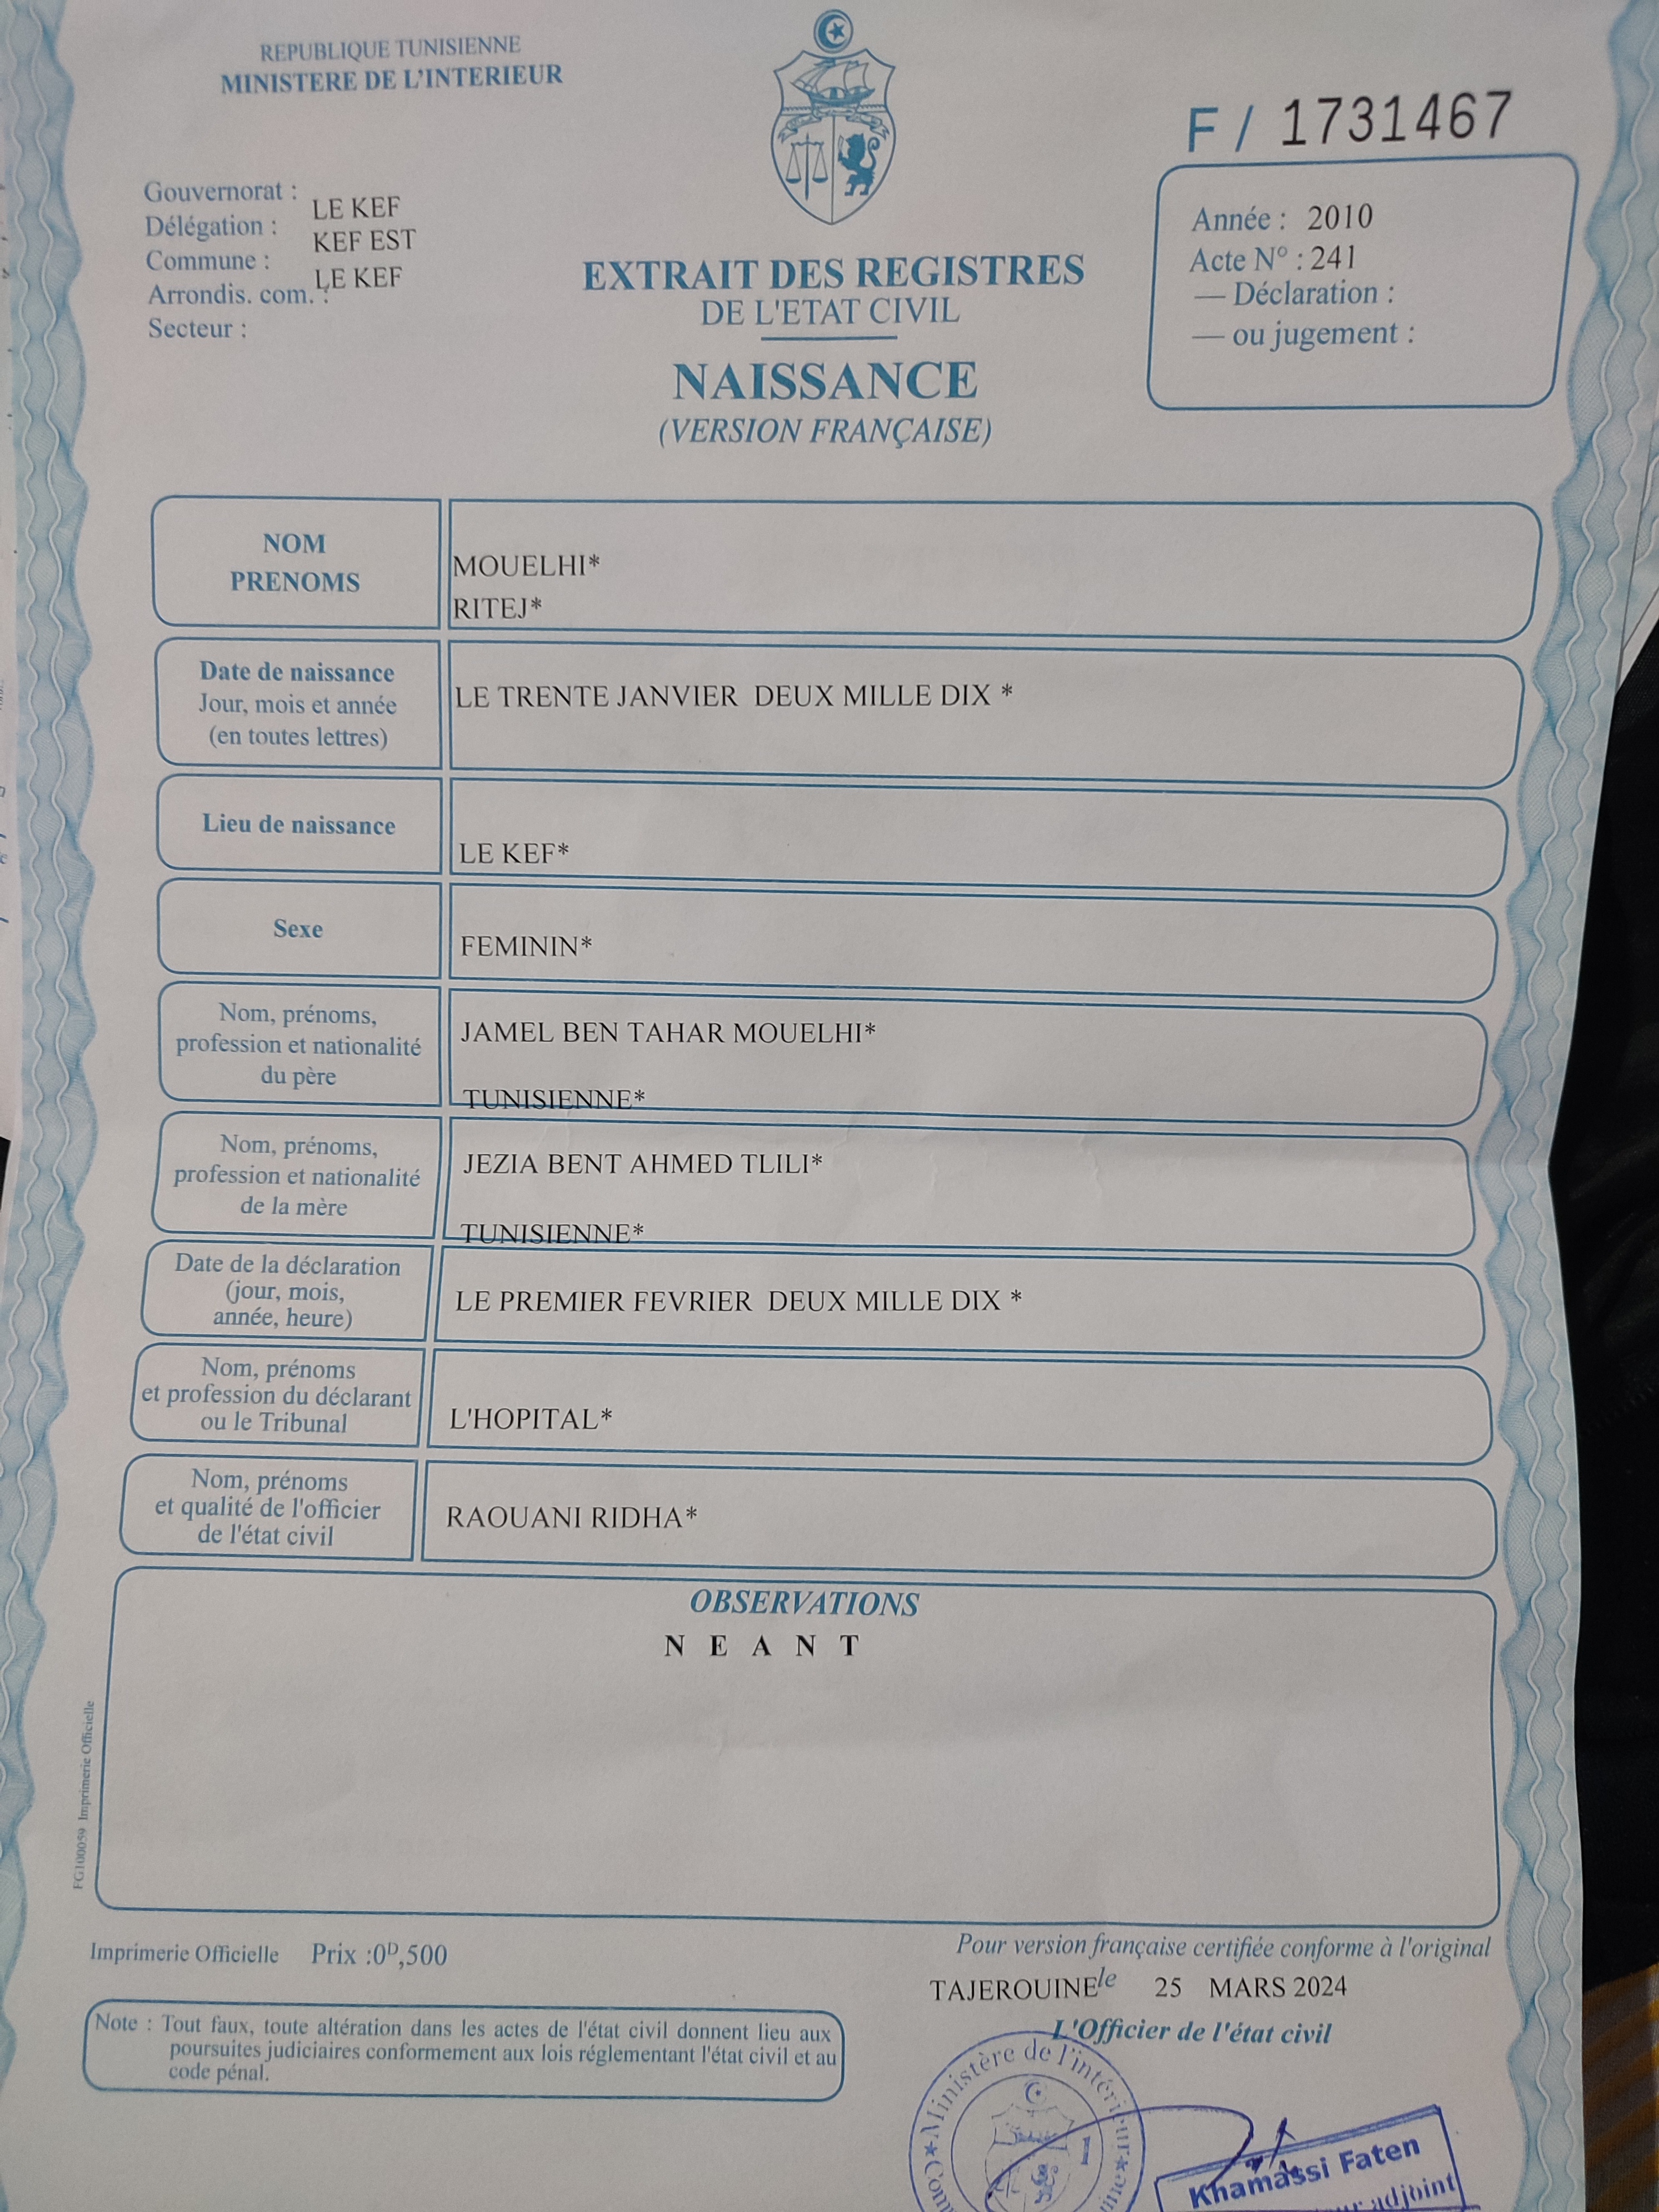 REPUBLIQUE TUNISIENNE
MINISTERE DE L'INTERIEUR
F / 1731467
Gouvernorat : LE KEF
Délégation : KEF EST
Commune : LE KEF
Arrondis. com. :
Secteur :
EXTRAIT DES REGISTRES
DE L'ETAT CIVIL
NAISSANCE
(VERSION FRANÇAISE)
Année : 2010
Acte N° : 241
— Déclaration :
— ou jugement :
NOM
PRENOMS
MOUELHI*
RITEJ*
Date de naissance
Jour, mois et année
(en toutes lettres)
LE TRENTE JANVIER DEUX MILLE DIX *
Lieu de naissance
LE KEF*
Sexe
FEMININ*
Nom, prénoms,
profession et nationalité
du père
JAMEL BEN TAHAR MOUELHI*
TUNISIENNE*
Nom, prénoms,
profession et nationalité
de la mère
JEZIA BENT AHMED TLILI*
TUNISIENNE*
Date de la déclaration
(jour, mois,
année, heure)
LE PREMIER FEVRIER DEUX MILLE DIX *
Nom, prénoms
et profession du déclarant
ou le Tribunal
L'HOPITAL*
Nom, prénoms
et qualité de l'officier
de l'état civil
RAOUANI RIDHA*
OBSERVATIONS
N E A N T
FG100059 Imprimerie Officielle
Imprimerie Officielle Prix :0ᴰ,500
Note : Tout faux, toute altération dans les actes de l'état civil donnent lieu aux
poursuites judiciaires conformement aux lois réglementant l'état civil et au
code pénal.
Pour version française certifiée conforme à l'original
TAJEROUINE le 25 MARS 2024
L'Officier de l'état civil
Ministère de l'intérieur
Khamassi Faten
adjoint